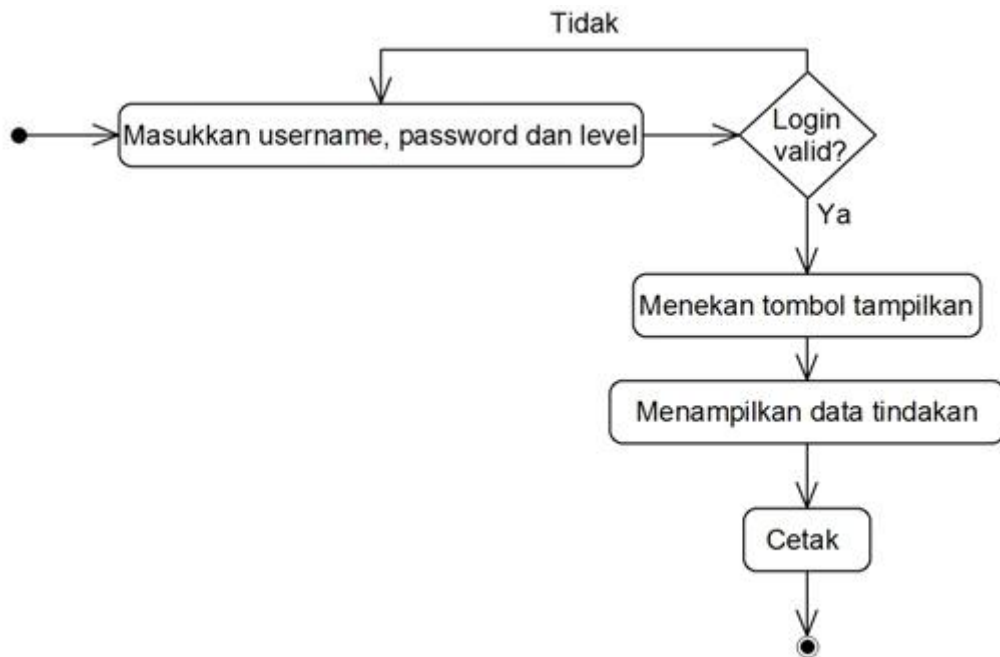 Tidak
Masukkan username, password dan level
Login
valid?
Ya
Menekan tombol tampilkan
Menampilkan data tindakan
Cetak